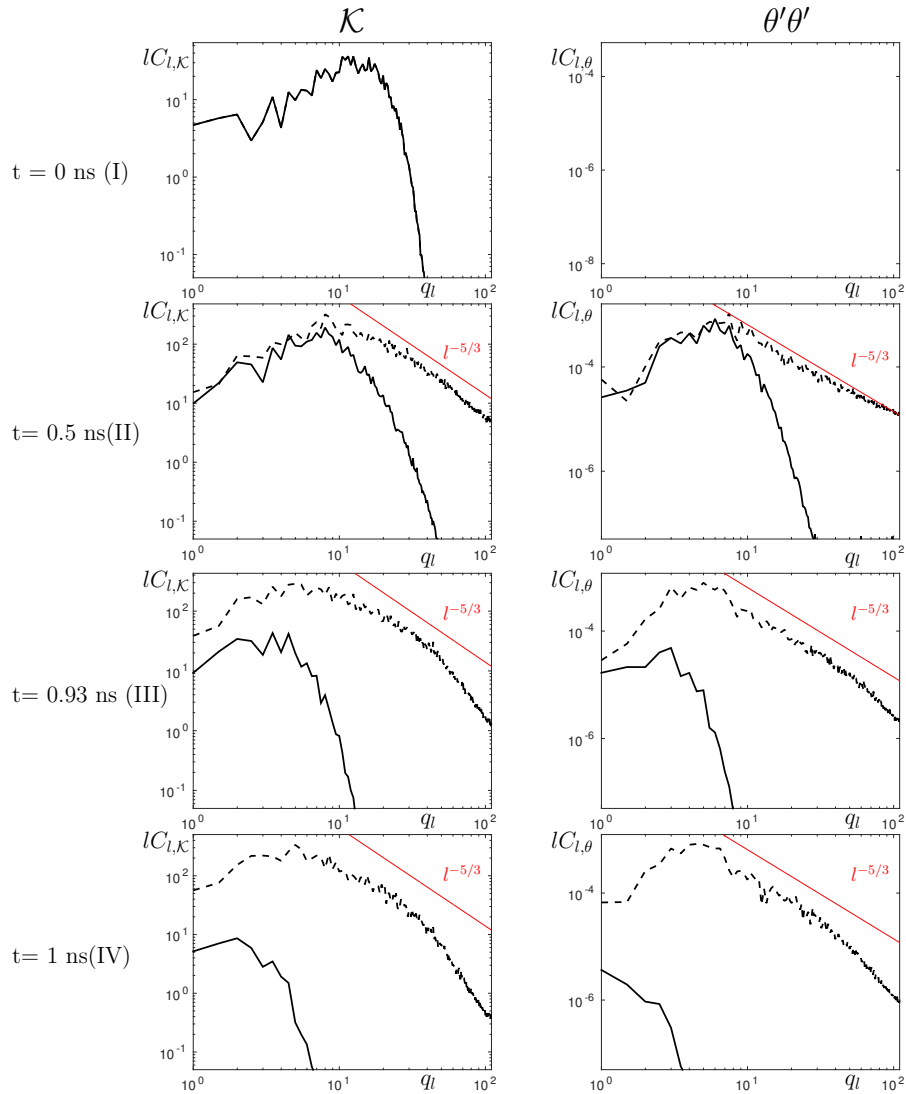 𝒦 θ′θ′
lC_{l,𝒦} lC_{l,θ}
t = 0 ns (I)
10^1 10^0 10^{-1}
10^{-4} 10^{-6} 10^{-8}
10^0 10^1 q_l 10^2
10^0 10^1 q_l 10^2
lC_{l,𝒦} lC_{l,θ}
l^{-5/3} l^{-5/3}
t= 0.5 ns(II)
10^2 10^1 10^0 10^{-1}
10^{-4} 10^{-6}
10^0 10^1 q_l 10^2
10^0 10^1 q_l 10^2
lC_{l,𝒦} lC_{l,θ}
l^{-5/3} l^{-5/3}
t= 0.93 ns (III)
10^2 10^1 10^0 10^{-1}
10^{-4} 10^{-6}
10^0 10^1 q_l 10^2
10^0 10^1 q_l 10^2
lC_{l,𝒦} lC_{l,θ}
l^{-5/3} l^{-5/3}
t= 1 ns(IV)
10^2 10^1 10^0 10^{-1}
10^{-4} 10^{-6}
10^0 10^1 q_l 10^2
10^0 10^1 q_l 10^2